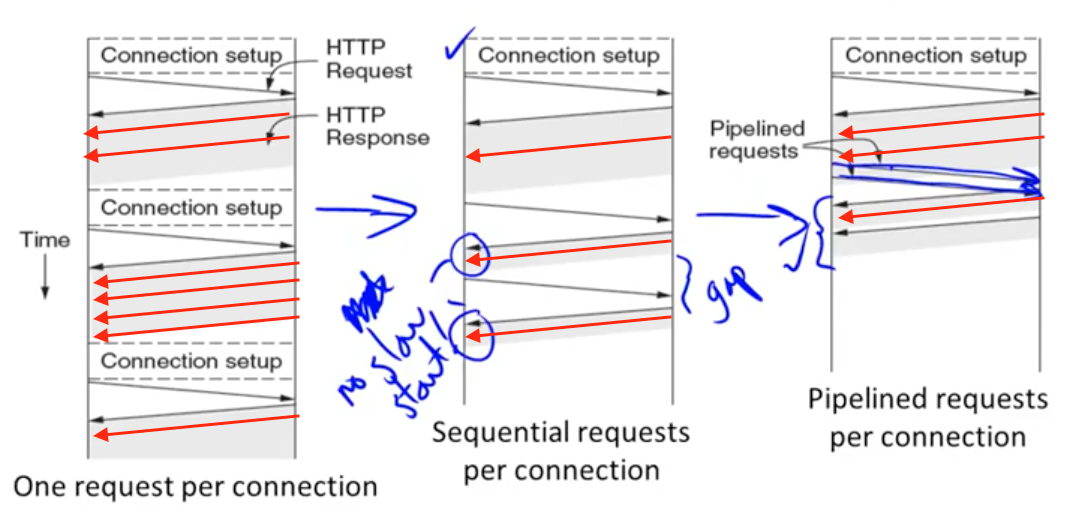 Connection setup
HTTP
Request
HTTP
Response
Connection setup
Time
Connection setup
One request per connection
Connection setup
no slow
start!
gap
Sequential requests
per connection
Connection setup
Pipelined
requests
Pipelined requests
per connection